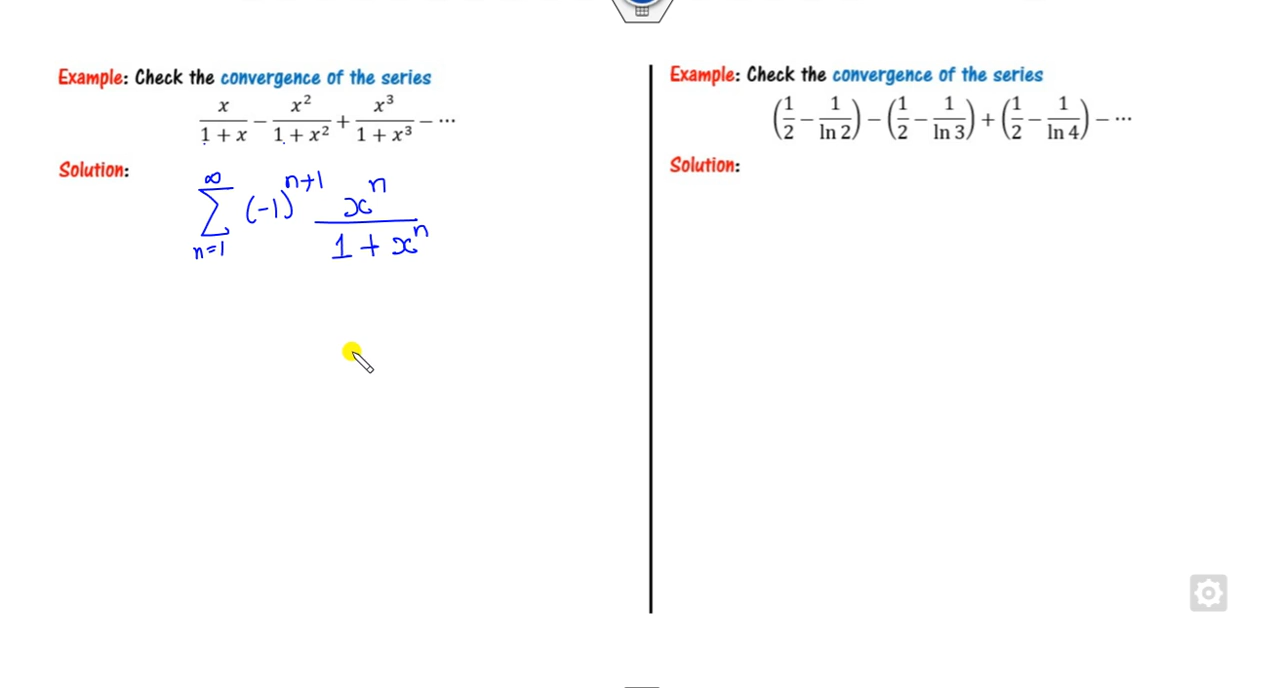 Example: Check the convergence of the series
x/(1 + x) − x²/(1 + x²) + x³/(1 + x³) − ⋯
Solution:
∞
∑ (-1)ⁿ⁺¹ xⁿ/(1 + xⁿ)
n=1
Example: Check the convergence of the series
(1/2 − 1/ln 2) − (1/2 − 1/ln 3) + (1/2 − 1/ln 4) − ⋯
Solution: